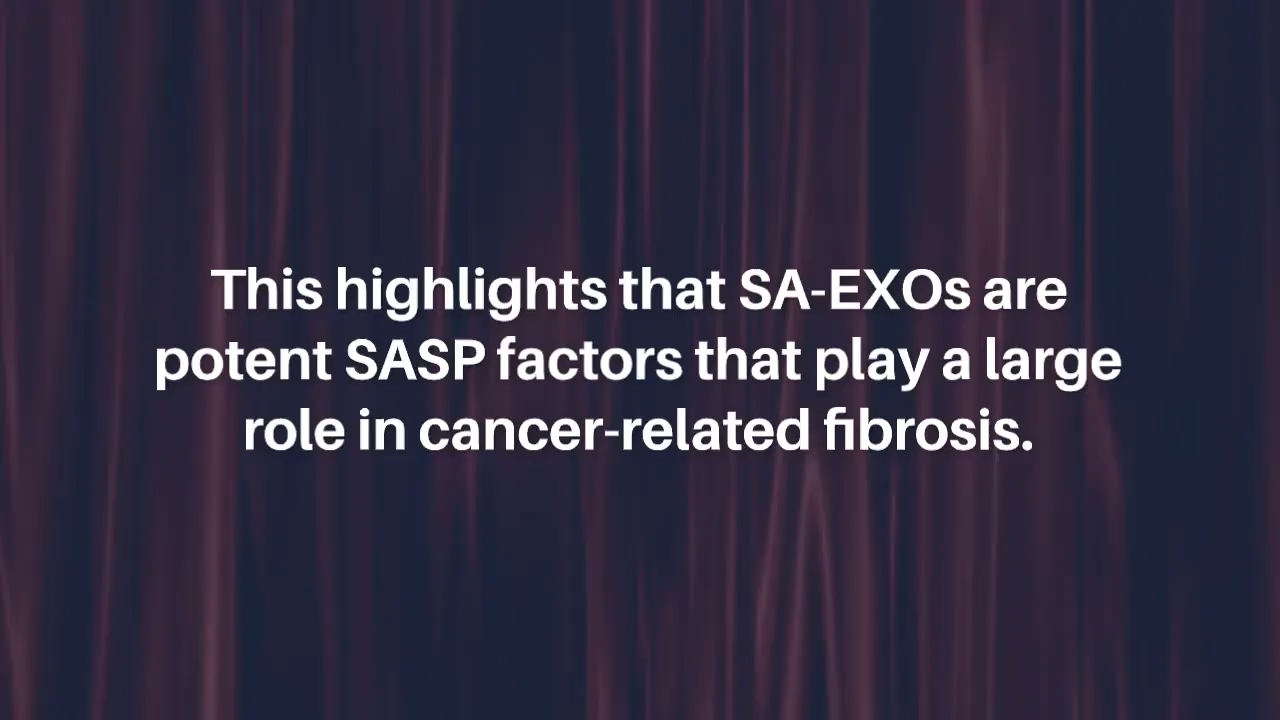 This highlights that SA-EXOs are
potent SASP factors that play a large
role in cancer-related fibrosis.